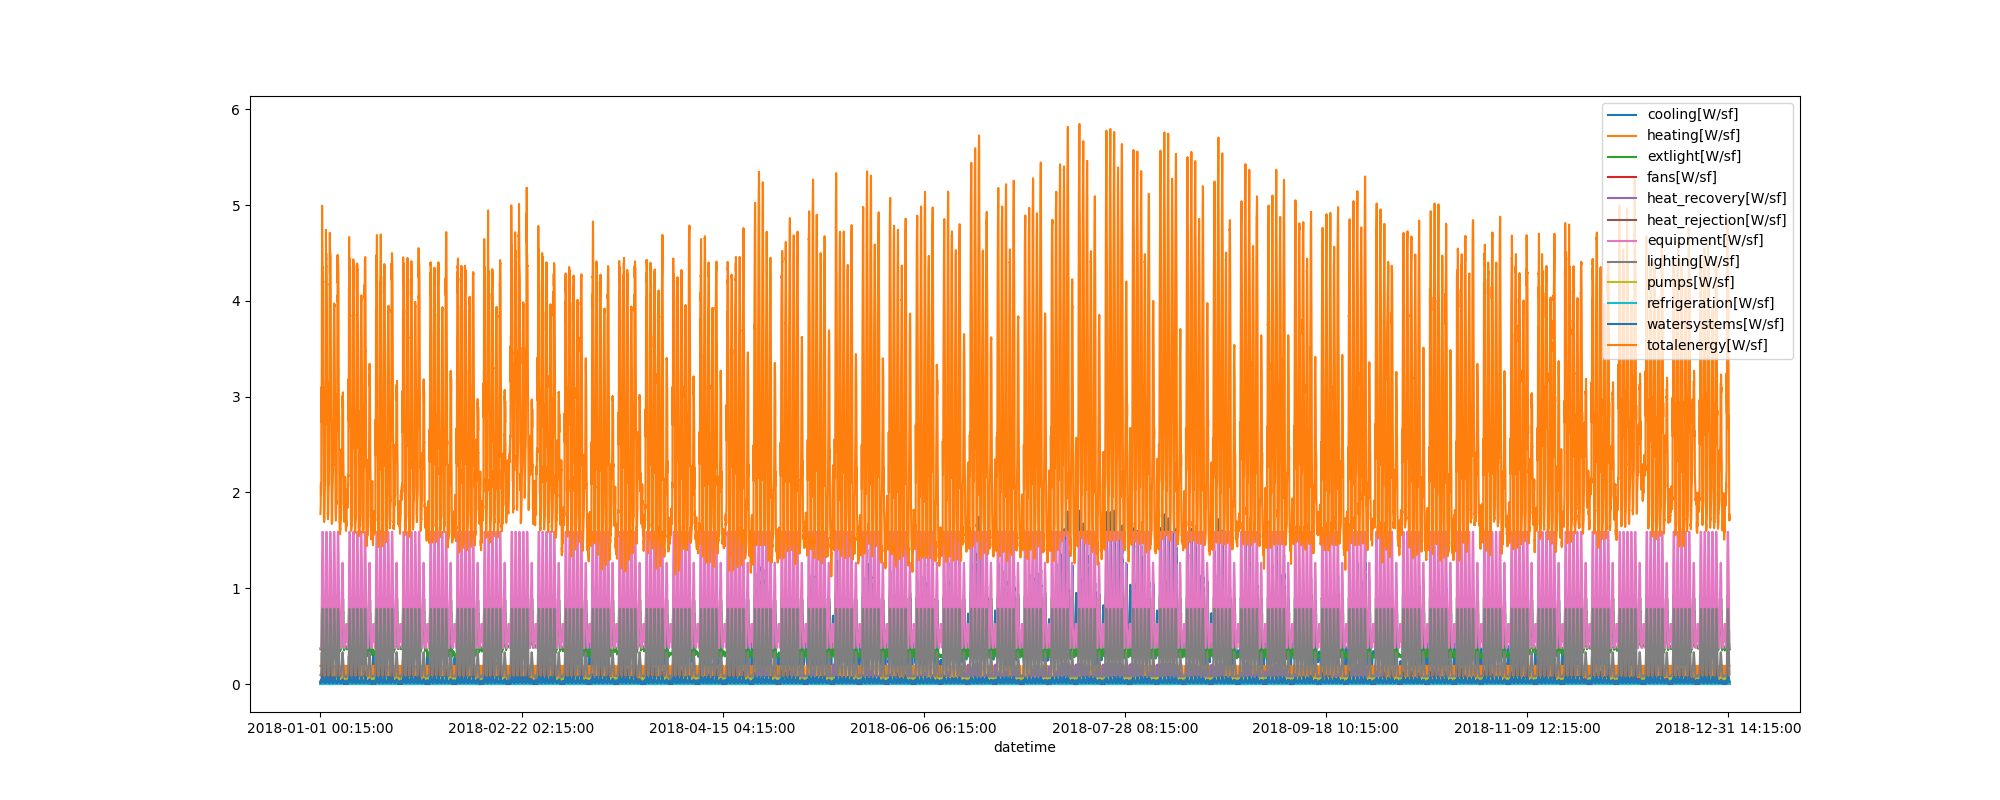 6
5
4
3
2
1
0
cooling[W/sf]
heating[W/sf]
extlight[W/sf]
fans[W/sf]
heat_recovery[W/sf]
heat_rejection[W/sf]
equipment[W/sf]
lighting[W/sf]
pumps[W/sf]
refrigeration[W/sf]
watersystems[W/sf]
totalenergy[W/sf]
2018-01-01 00:15:00 2018-02-22 02:15:00 2018-04-15 04:15:00 2018-06-06 06:15:00 2018-07-28 08:15:00 2018-09-18 10:15:00 2018-11-09 12:15:00 2018-12-31 14:15:00
datetime